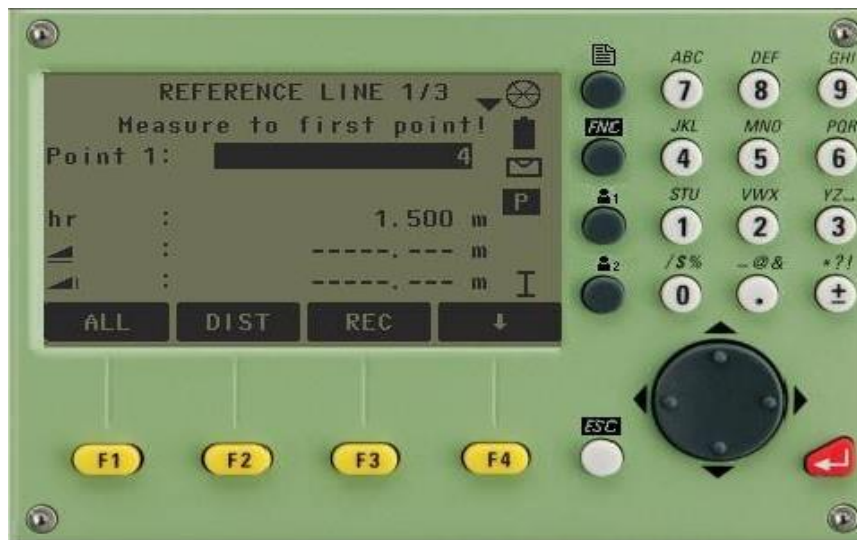 REFERENCE LINE 1/3
Measure to first point!
Point 1: 4
P
hr : 1.500 m
: -----.--- m
: -----.--- m
I
ALL DIST REC ↓
F1 F2 F3 F4
FNC
1
2
ESC
ABC DEF GHI
7 8 9
JKL MNO PQR
4 5 6
STU VWX YZ
1 2 3
/$% _@& *?!
0 . ±